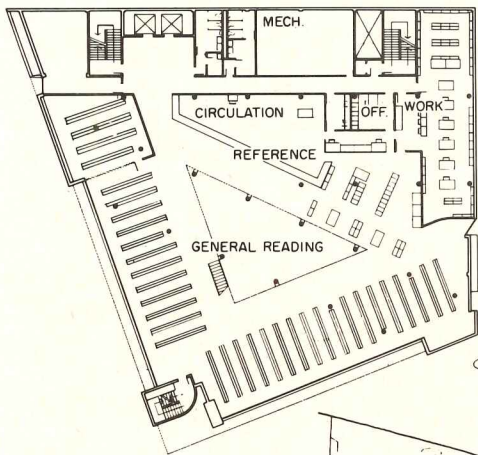 MECH.
CIRCULATION
OFF.
WORK
REFERENCE
GENERAL READING